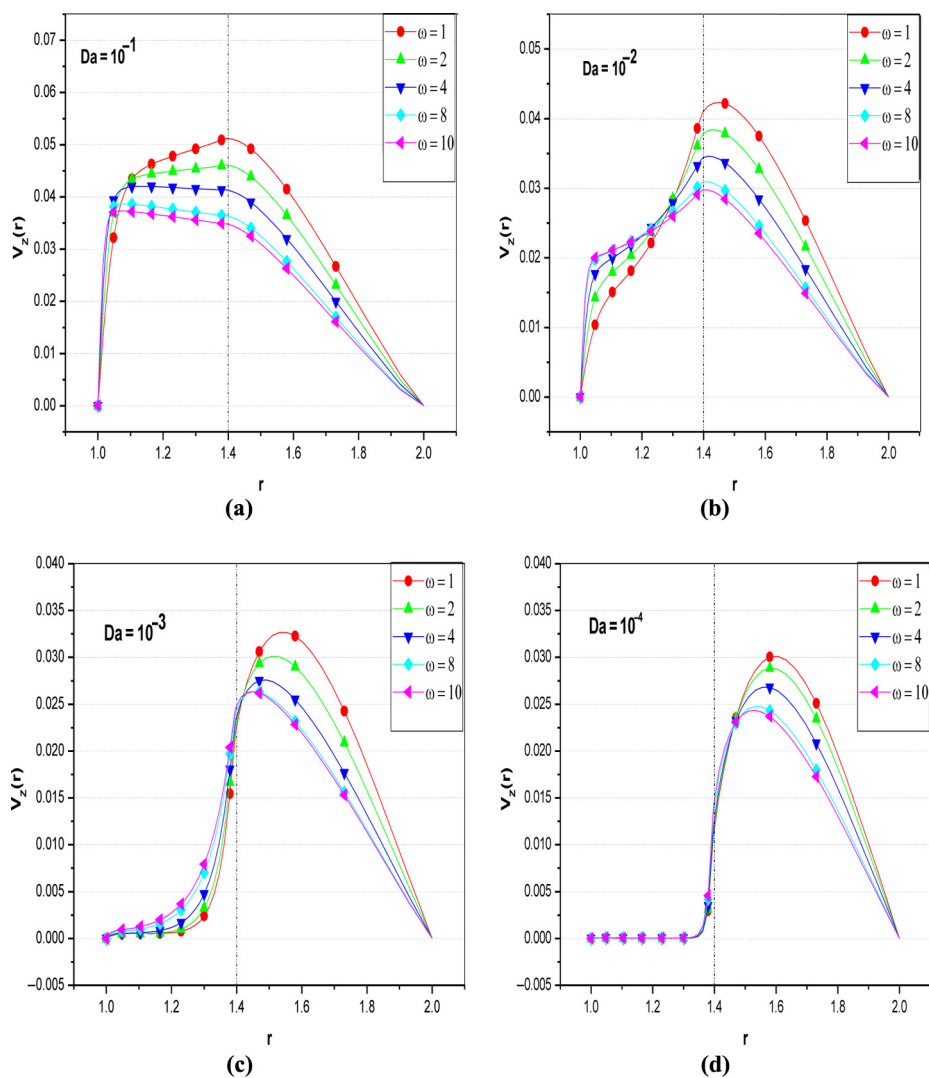 Da = 10⁻¹
ω = 1
ω = 2
ω = 4
ω = 8
ω = 10
0.075
0.06
0.05
0.04
0.03
0.02
0.01
0.00
V_z(r)
1.0 1.2 1.4 1.6 1.8 2.0
r
(a)
Da = 10⁻²
ω = 1
ω = 2
ω = 4
ω = 8
ω = 10
0.05
0.04
0.03
0.02
0.01
0.00
V_z(r)
1.0 1.2 1.4 1.6 1.8 2.0
r
(b)
Da = 10⁻³
ω = 1
ω = 2
ω = 4
ω = 8
ω = 10
0.040
0.035
0.030
0.025
0.020
0.015
0.010
0.005
0.000
−0.005
V_z(r)
1.0 1.2 1.4 1.6 1.8 2.0
r
(c)
Da = 10⁻⁴
ω = 1
ω = 2
ω = 4
ω = 8
ω = 10
0.040
0.035
0.030
0.025
0.020
0.015
0.010
0.005
0.000
−0.005
V_z(r)
1.0 1.2 1.4 1.6 1.8 2.0
r
(d)